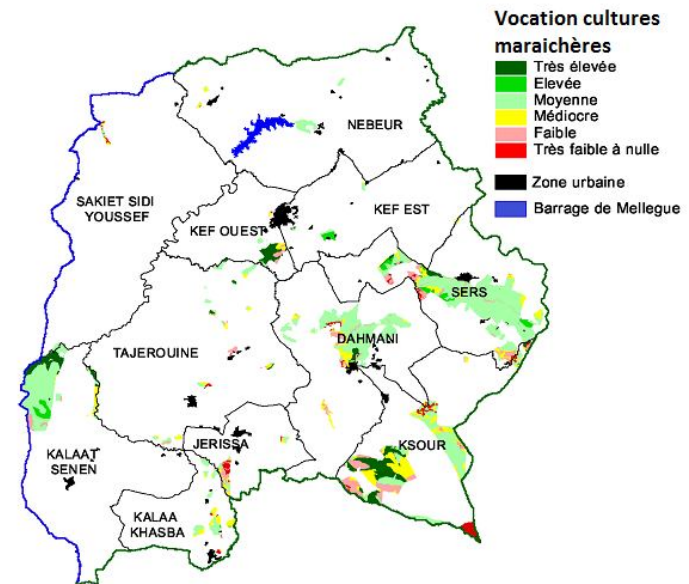 Vocation cultures
maraichères
Très élevée
Elevée
Moyenne
Médiocre
Faible
Très faible à nulle
Zone urbaine
Barrage de Mellegue
NEBEUR
SAKIET SIDI
YOUSSEF
KEF OUEST
KEF EST
SERS
TAJEROUINE
DAHMANI
JERISSA
KSOUR
KALAAT
SENEN
KALAA
KHASBA